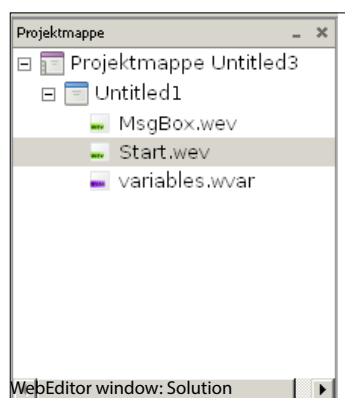 Projektmappe
Projektmappe Untitled3
Untitled1
MsgBox.wev
Start.wev
variables.wvar
WebEditor window: Solution